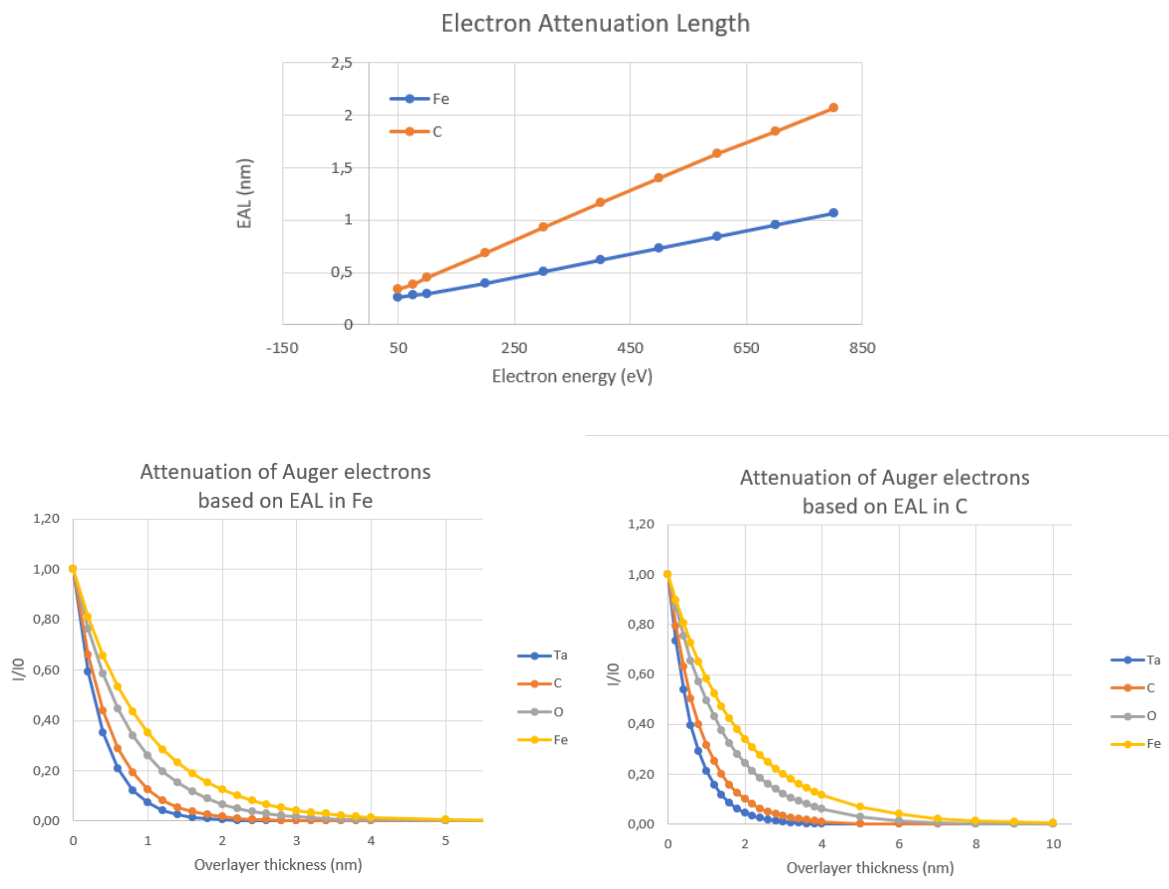 Electron Attenuation Length
2,5
2
1,5
1
0,5
0
EAL (nm)
Fe
C
-150 50 250 450 650 850
Electron energy (eV)
Attenuation of Auger electrons
based on EAL in Fe
1,20
1,00
0,80
0,60
0,40
0,20
0,00
I/I0
0 1 2 3 4 5
Overlayer thickness (nm)
Ta
C
O
Fe
Attenuation of Auger electrons
based on EAL in C
1,20
1,00
0,80
0,60
0,40
0,20
0,00
I/I0
0 2 4 6 8 10
Overlayer thickness (nm)
Ta
C
O
Fe